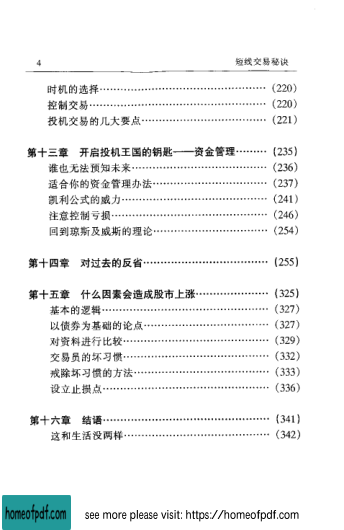 4 短线交易秘诀
时机的选择……………………………………(220)
控制交易………………………………………(220)
投机交易的几大要点…………………………(221)
第十三章 开启投机王国的钥匙——资金管理………(235)
谁也无法预知未来……………………………(236)
适合你的资金管理办法………………………(237)
凯利公式的威力………………………………(241)
注意控制亏损…………………………………(246)
回到琼斯及威斯的理论………………………(254)
第十四章 对过去的反省…………………………(255)
第十五章 什么因素会造成股市上涨………………(325)
基本的逻辑……………………………………(327)
以债券为基础的论点…………………………(327)
对资料进行比较………………………………(329)
交易员的坏习惯………………………………(332)
戒除坏习惯的方法……………………………(333)
设立止损点……………………………………(336)
第十六章 结语……………………………………(341)
这和生活没两样………………………………(342)
homeofpdf.com see more please visit: https://homeofpdf.com